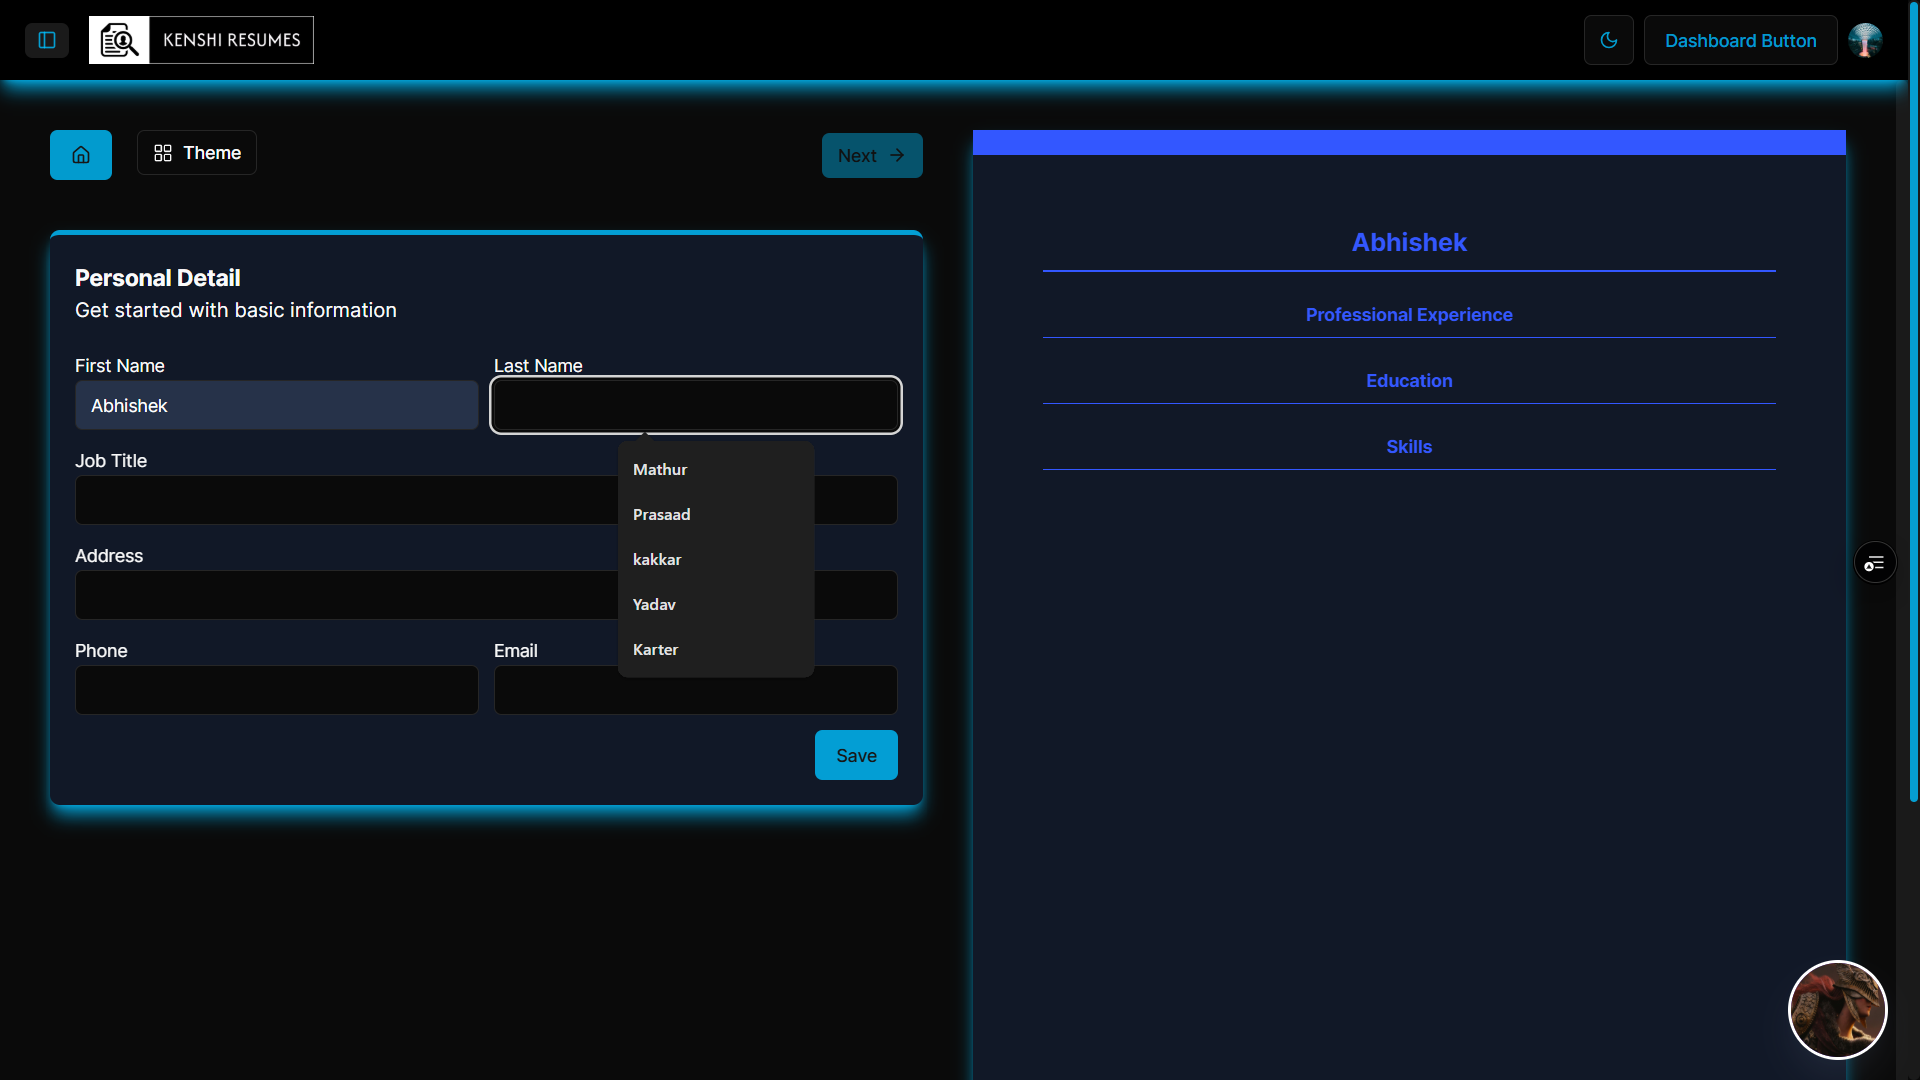 KENSHI RESUMES
Dashboard Button
Theme
Next
Personal Detail
Get started with basic information
First Name
Last Name
Abhishek
Mathur
Prasaad
kakkar
Yadav
Karter
Job Title
Address
Phone
Email
Save
Abhishek
Professional Experience
Education
Skills